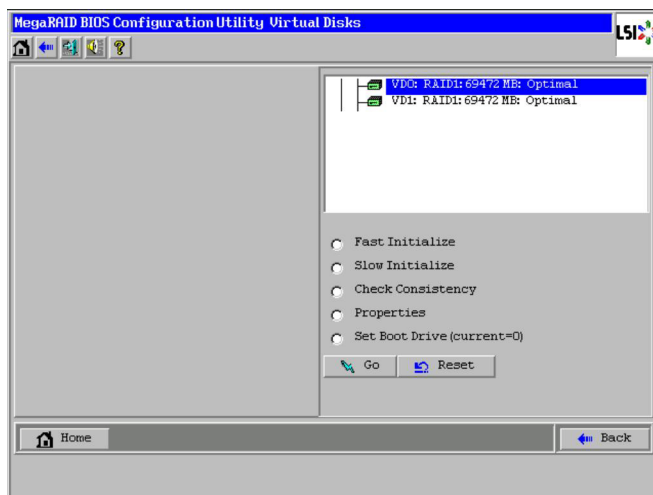 MegaRAID BIOS Configuration Utility Virtual Disks
LSI
VD0: RAID1: 69472 MB: Optimal
VD1: RAID1: 69472 MB: Optimal
Fast Initialize
Slow Initialize
Check Consistency
Properties
Set Boot Drive (current=0)
Go Reset
Home Back